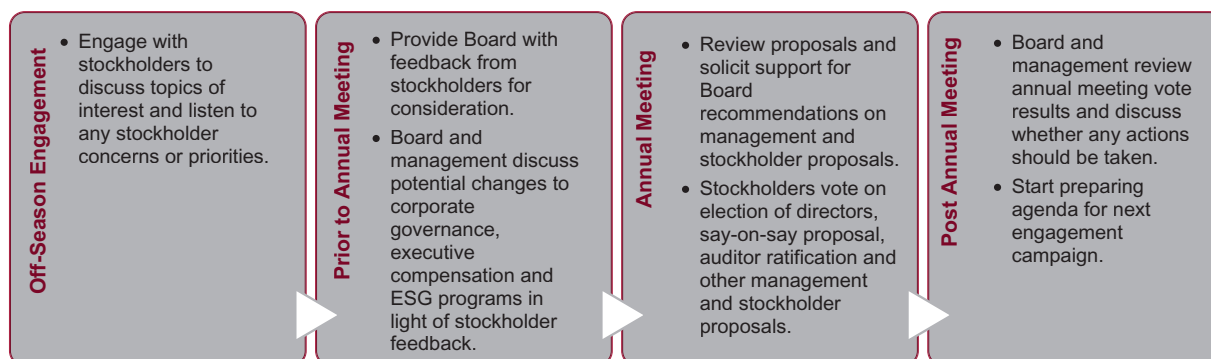 Off-Season Engagement
• Engage with
stockholders to
discuss topics of
interest and listen to
any stockholder
concerns or priorities.
Prior to Annual Meeting
• Provide Board with
feedback from
stockholders for
consideration.
• Board and
management discuss
potential changes to
corporate
governance,
executive
compensation and
ESG programs in
light of stockholder
feedback.
Annual Meeting
• Review proposals and
solicit support for
Board
recommendations on
management and
stockholder proposals.
• Stockholders vote on
election of directors,
say-on-say proposal,
auditor ratification and
other management
and stockholder
proposals.
Post Annual Meeting
• Board and
management review
annual meeting vote
results and discuss
whether any actions
should be taken.
• Start preparing
agenda for next
engagement
campaign.